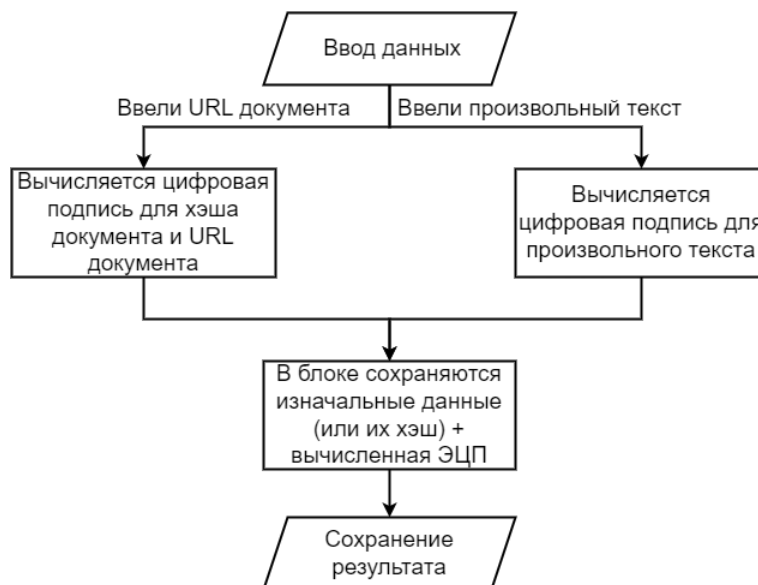 Ввод данных
Ввели URL документа
Ввели произвольный текст
Вычисляется цифровая
подпись для хэша
документа и URL
документа
Вычисляется
цифровая подпись для
произвольного текста
В блоке сохраняются
изначальные данные
(или их хэш) +
вычисленная ЭЦП
Сохранение
результата